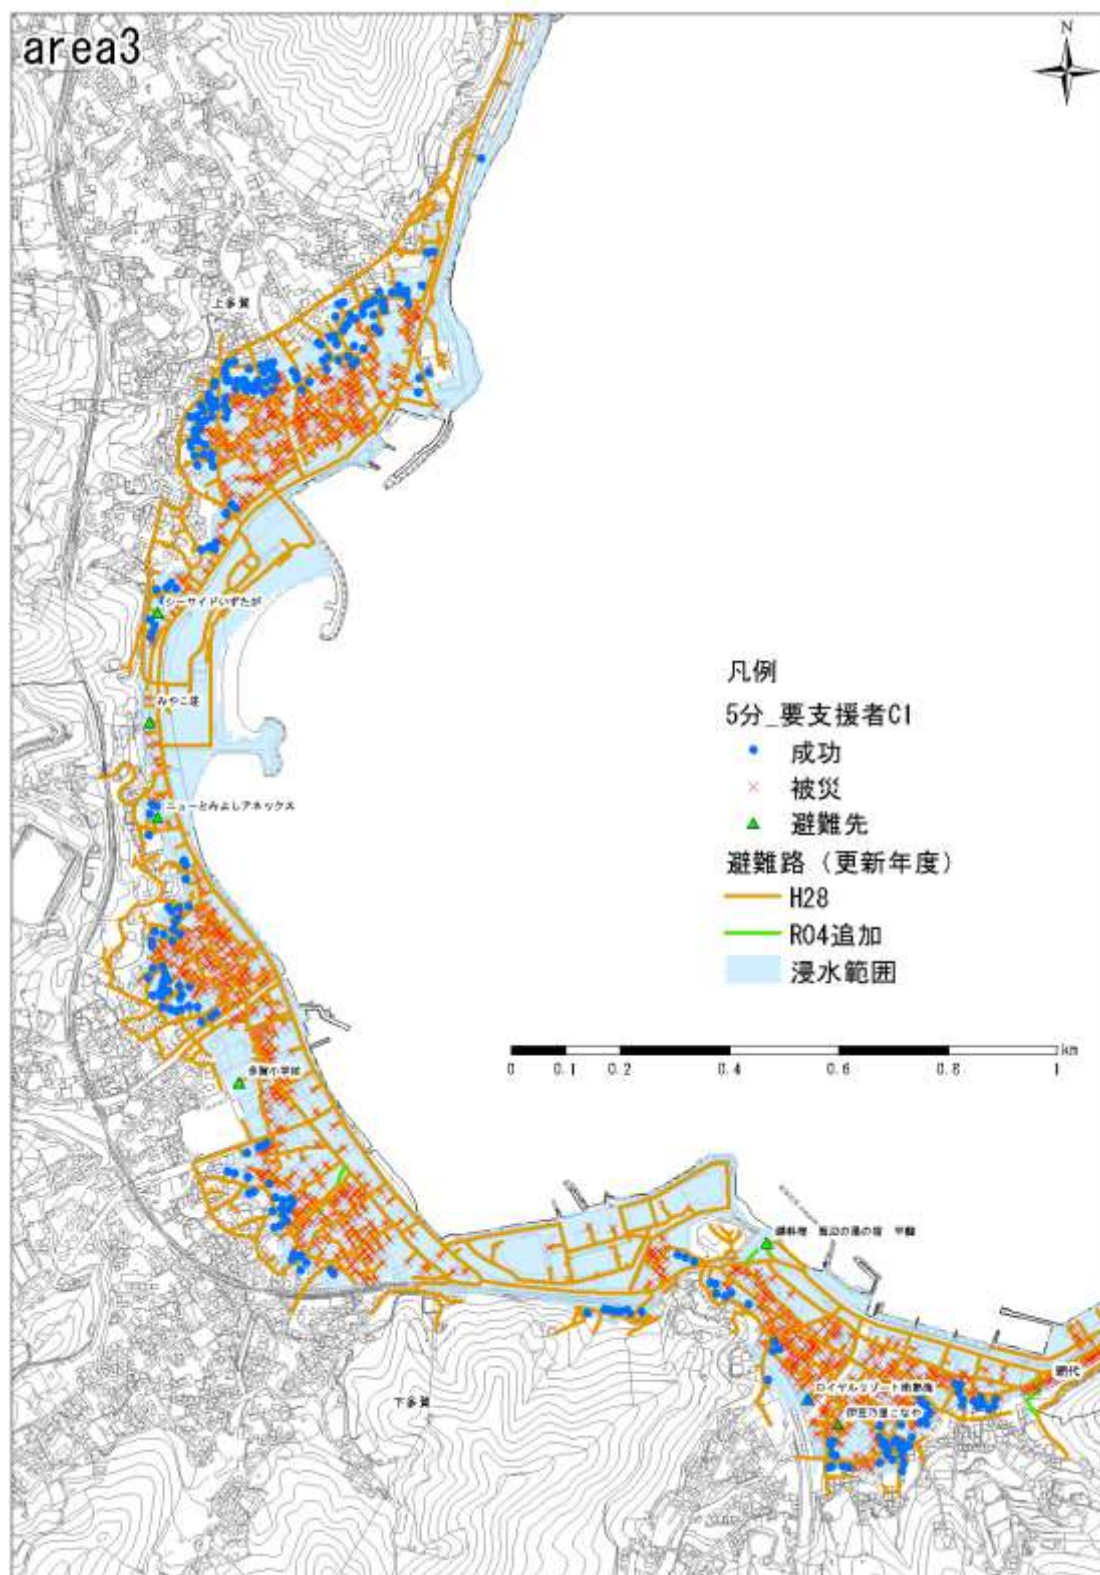 area3
N
上多賀
シーサイドいずたが
みやこ荘
凡例
5分_要支援者C1
成功
被災
避難先
避難路（更新年度）
H28
R04追加
浸水範囲
ニューとみよしアネックス
0 0.1 0.2 0.4 0.6 0.8 1 km
多賀小学校
網代
ロイヤルリゾート南熱海
伊豆乃里こなや
下多賀